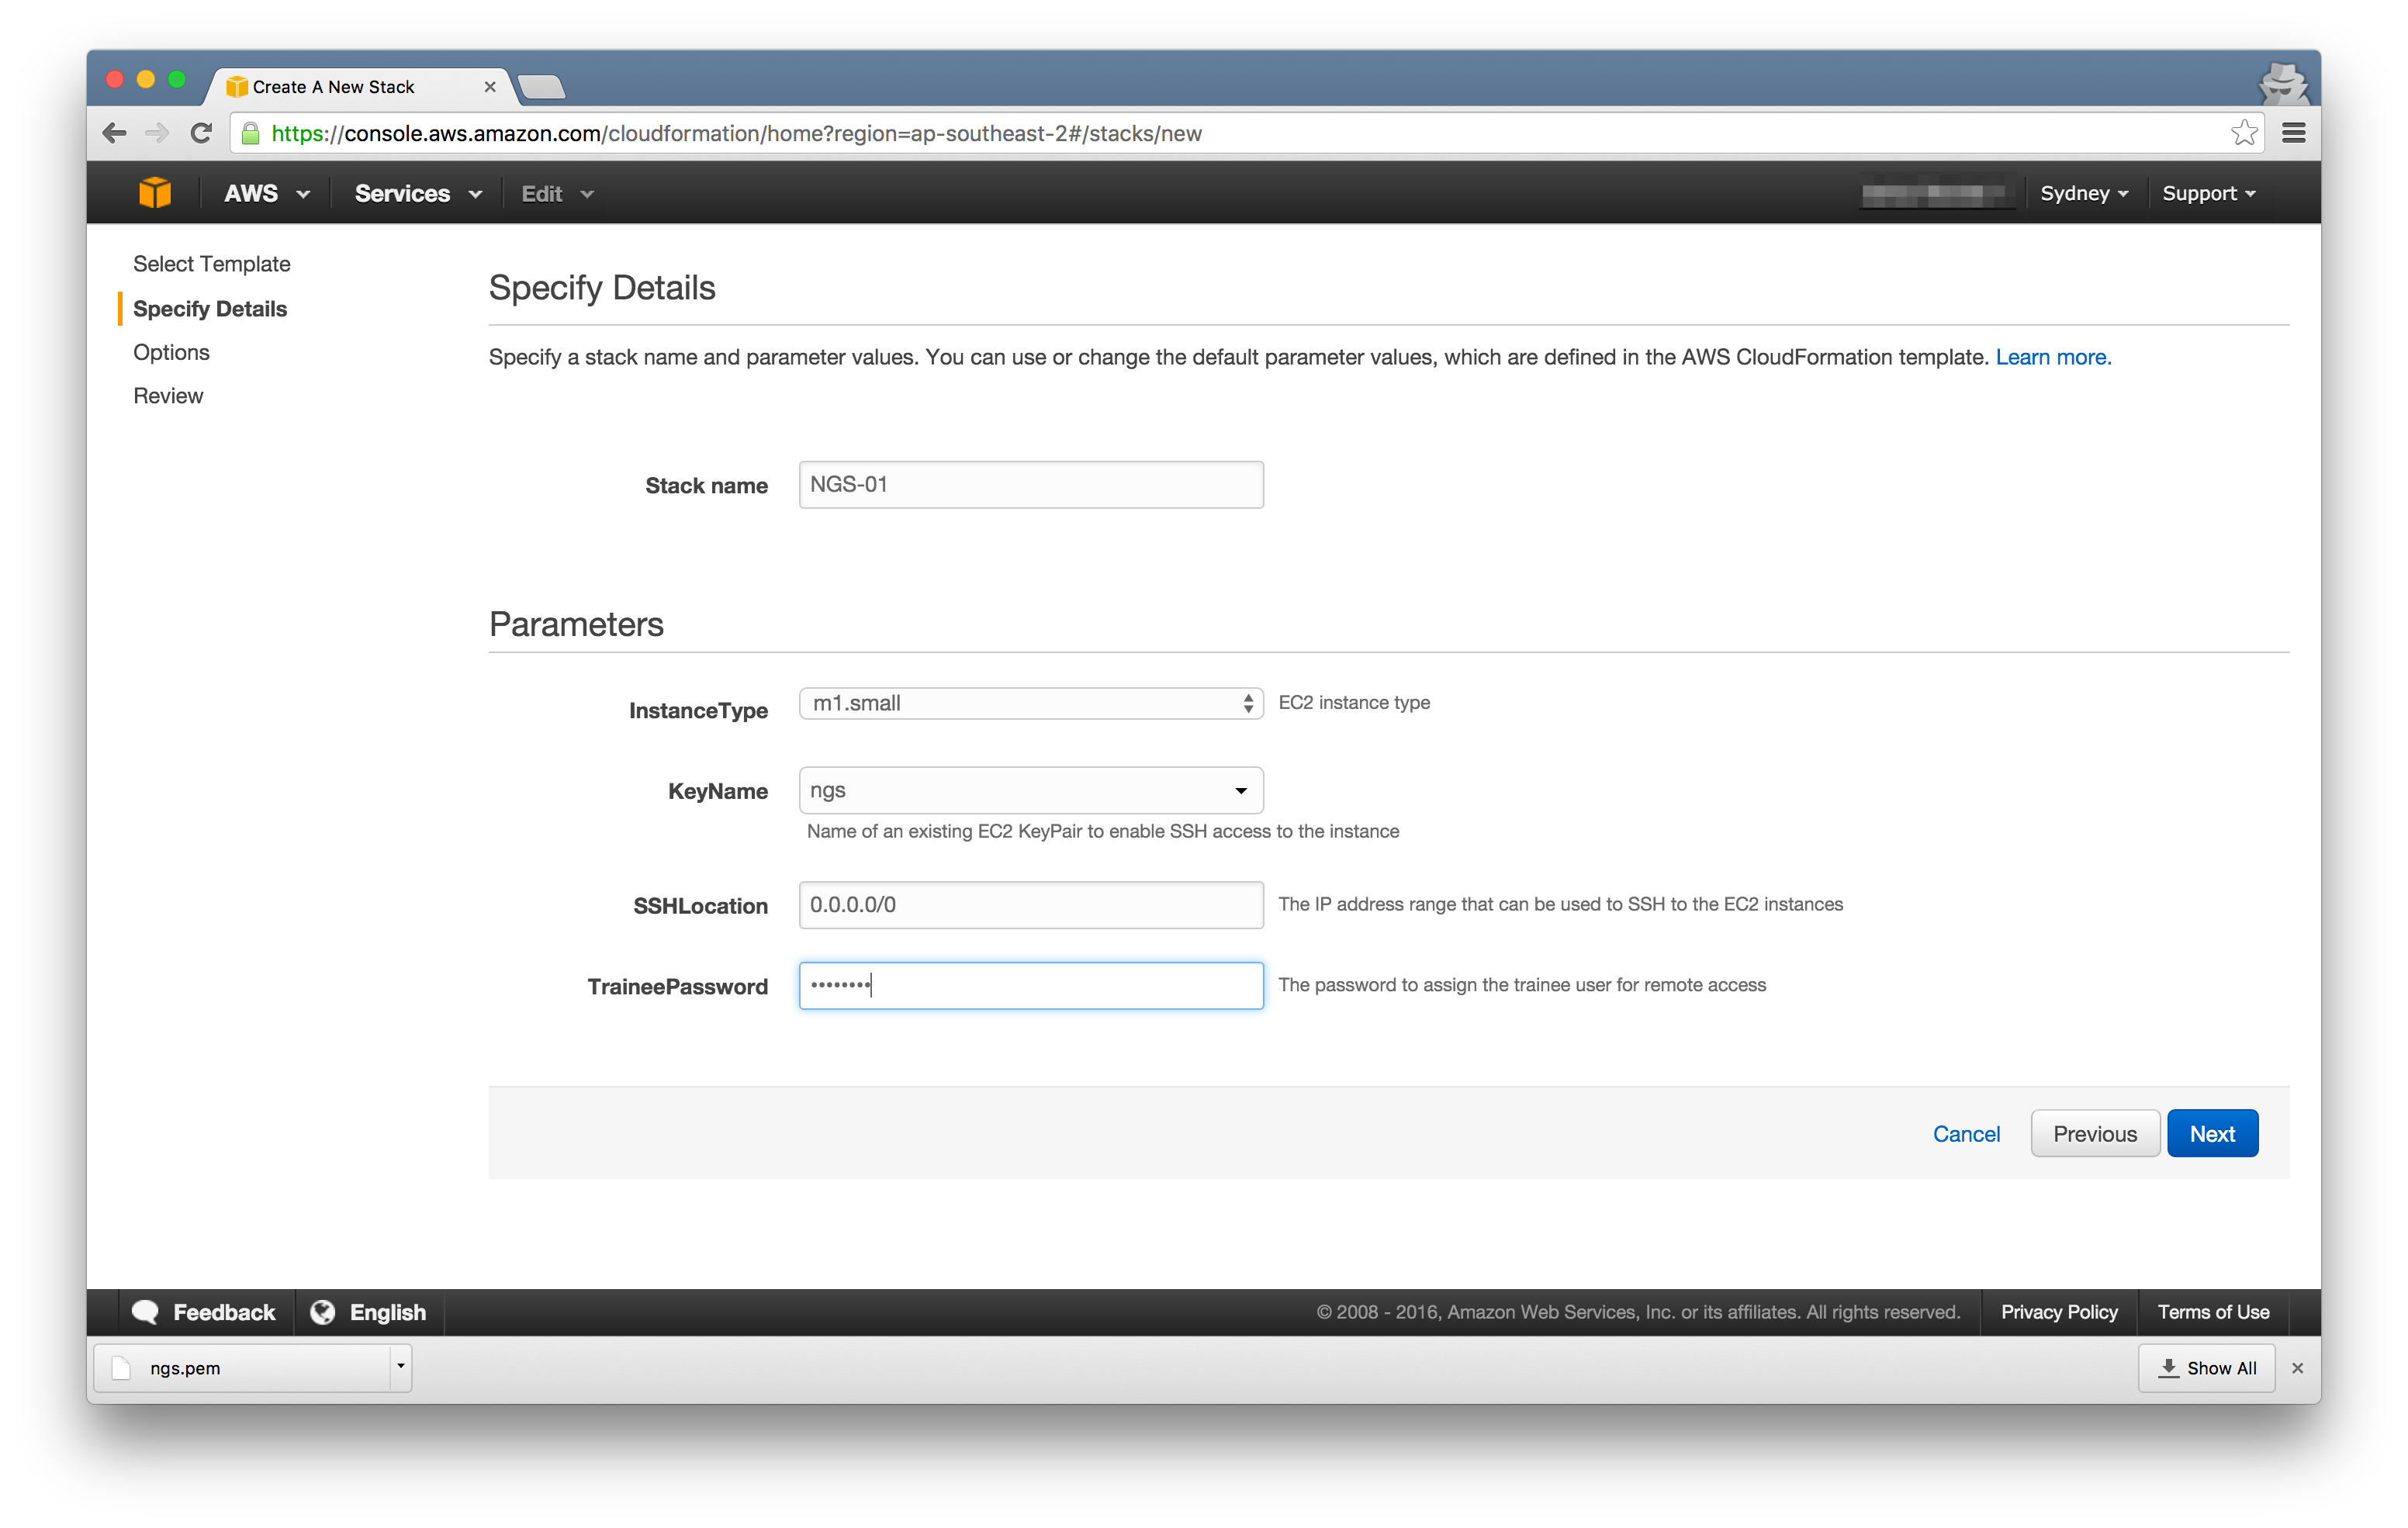 Create A New Stack
https://console.aws.amazon.com/cloudformation/home?region=ap-southeast-2#/stacks/new
AWS Services Edit Sydney Support
Select Template
Specify Details
Options
Review
Specify Details
Specify a stack name and parameter values. You can use or change the default parameter values, which are defined in the AWS CloudFormation template. Learn more.
Stack name NGS-01
Parameters
InstanceType m1.small EC2 instance type
KeyName ngs
Name of an existing EC2 KeyPair to enable SSH access to the instance
SSHLocation 0.0.0.0/0 The IP address range that can be used to SSH to the EC2 instances
TraineePassword •••••••• The password to assign the trainee user for remote access
Cancel Previous Next
Feedback English © 2008 - 2016, Amazon Web Services, Inc. or its affiliates. All rights reserved. Privacy Policy Terms of Use
ngs.pem Show All